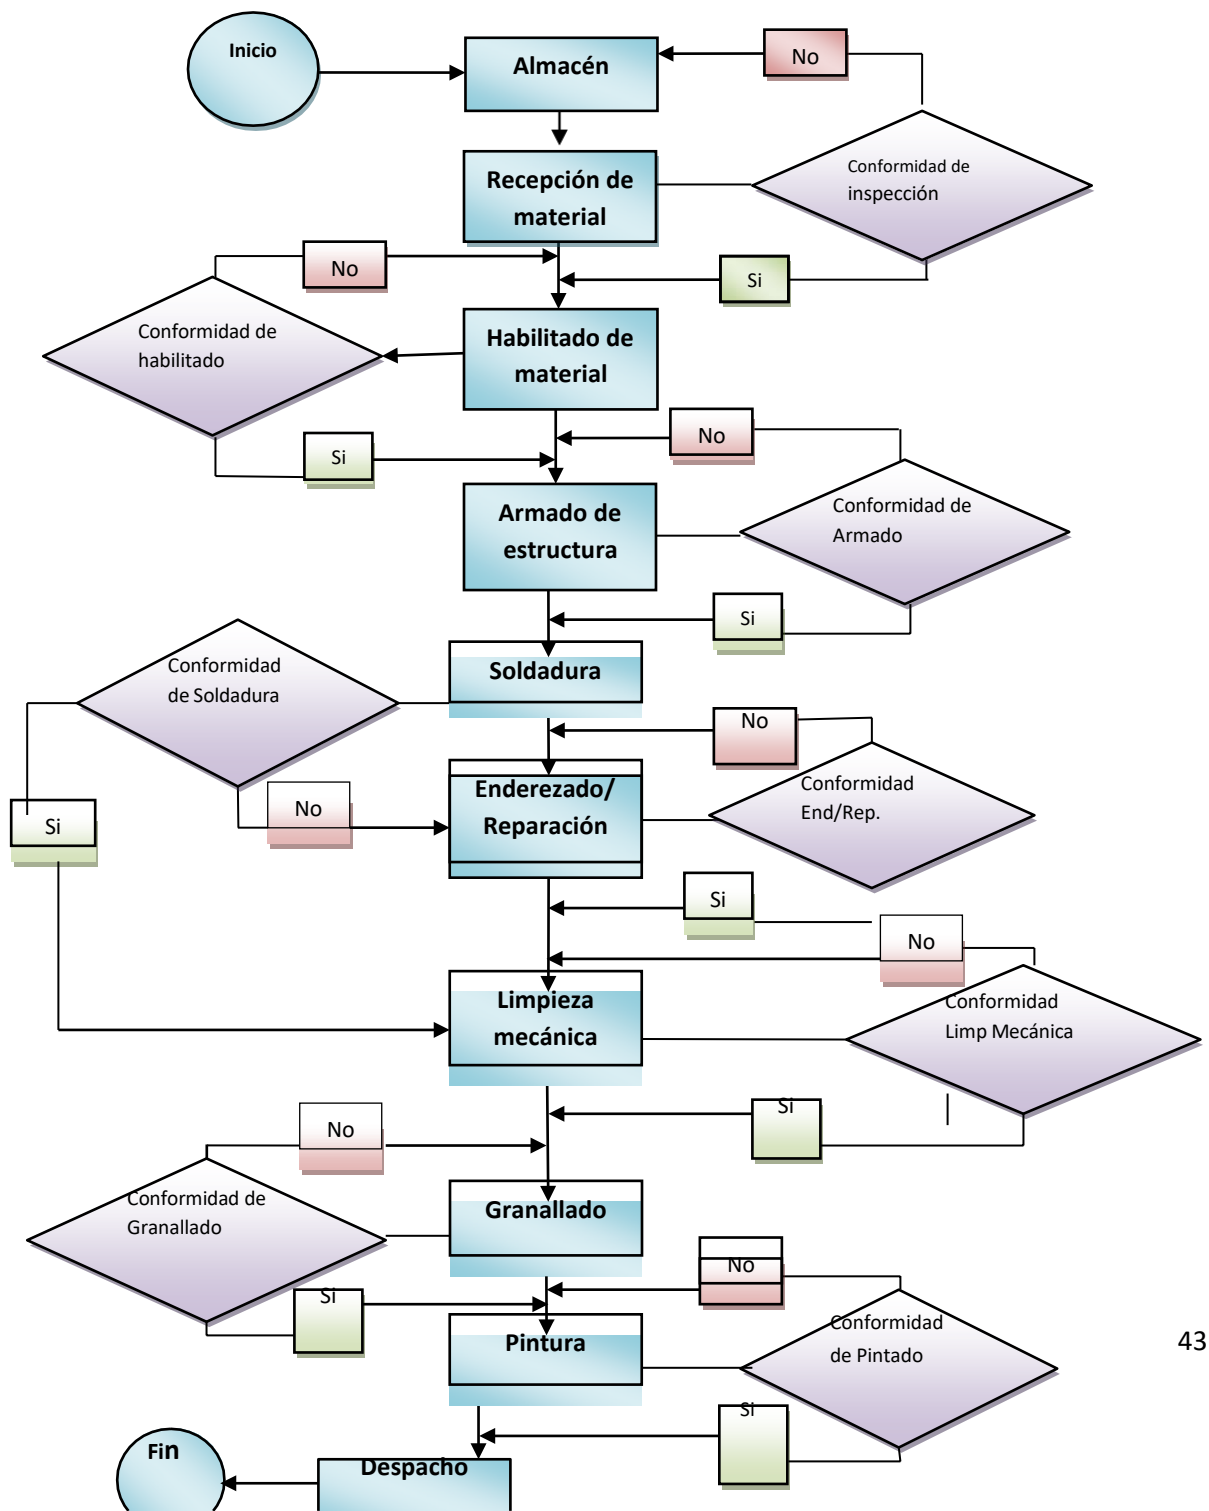 Inicio
Almacén
No
Recepción de
material
Conformidad de
inspección
No
Si
Conformidad de
habilitado
Habilitado de
material
No
Si
Armado de
estructura
Conformidad de
Armado
Si
Conformidad
de Soldadura
Soldadura
No
Enderezado/
Reparación
Conformidad
End/Rep.
No
Si
Si
No
Limpieza
mecánica
Conformidad
Limp Mecánica
Si
No
Conformidad de
Granallado
Granallado
No
Si
Pintura
Conformidad
de Pintado
43
Si
Fin
Despacho